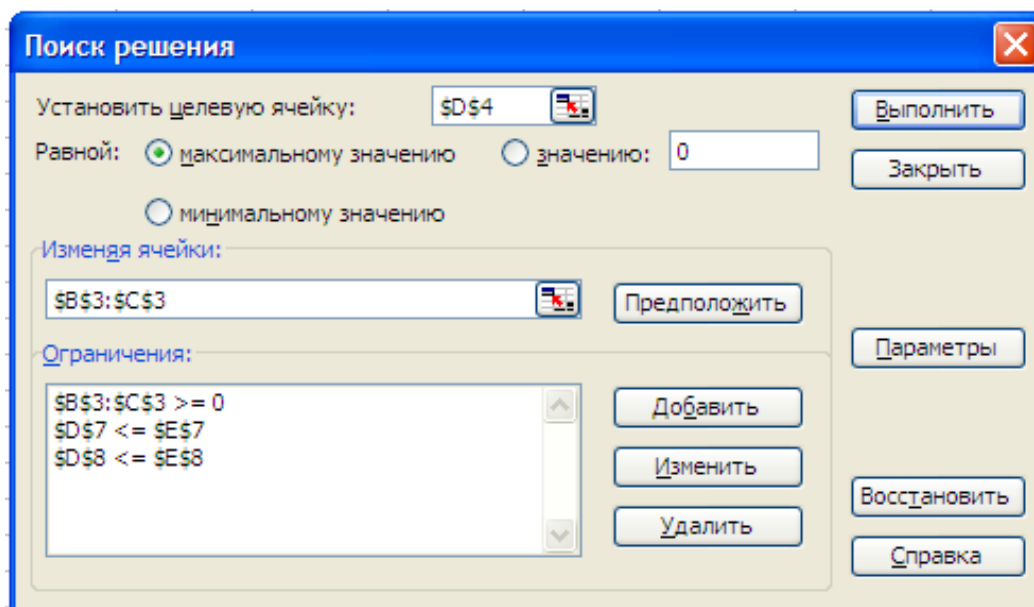 Поиск решения
Установить целевую ячейку: $D$4
Выполнить
Равной: максимальному значению значению: 0
Закрыть
минимальному значению
Изменяя ячейки:
$B$3:$C$3
Предположить
Ограничения:
Параметры
$B$3:$C$3 >= 0
$D$7 <= $E$7
$D$8 <= $E$8
Добавить
Изменить
Удалить
Восстановить
Справка